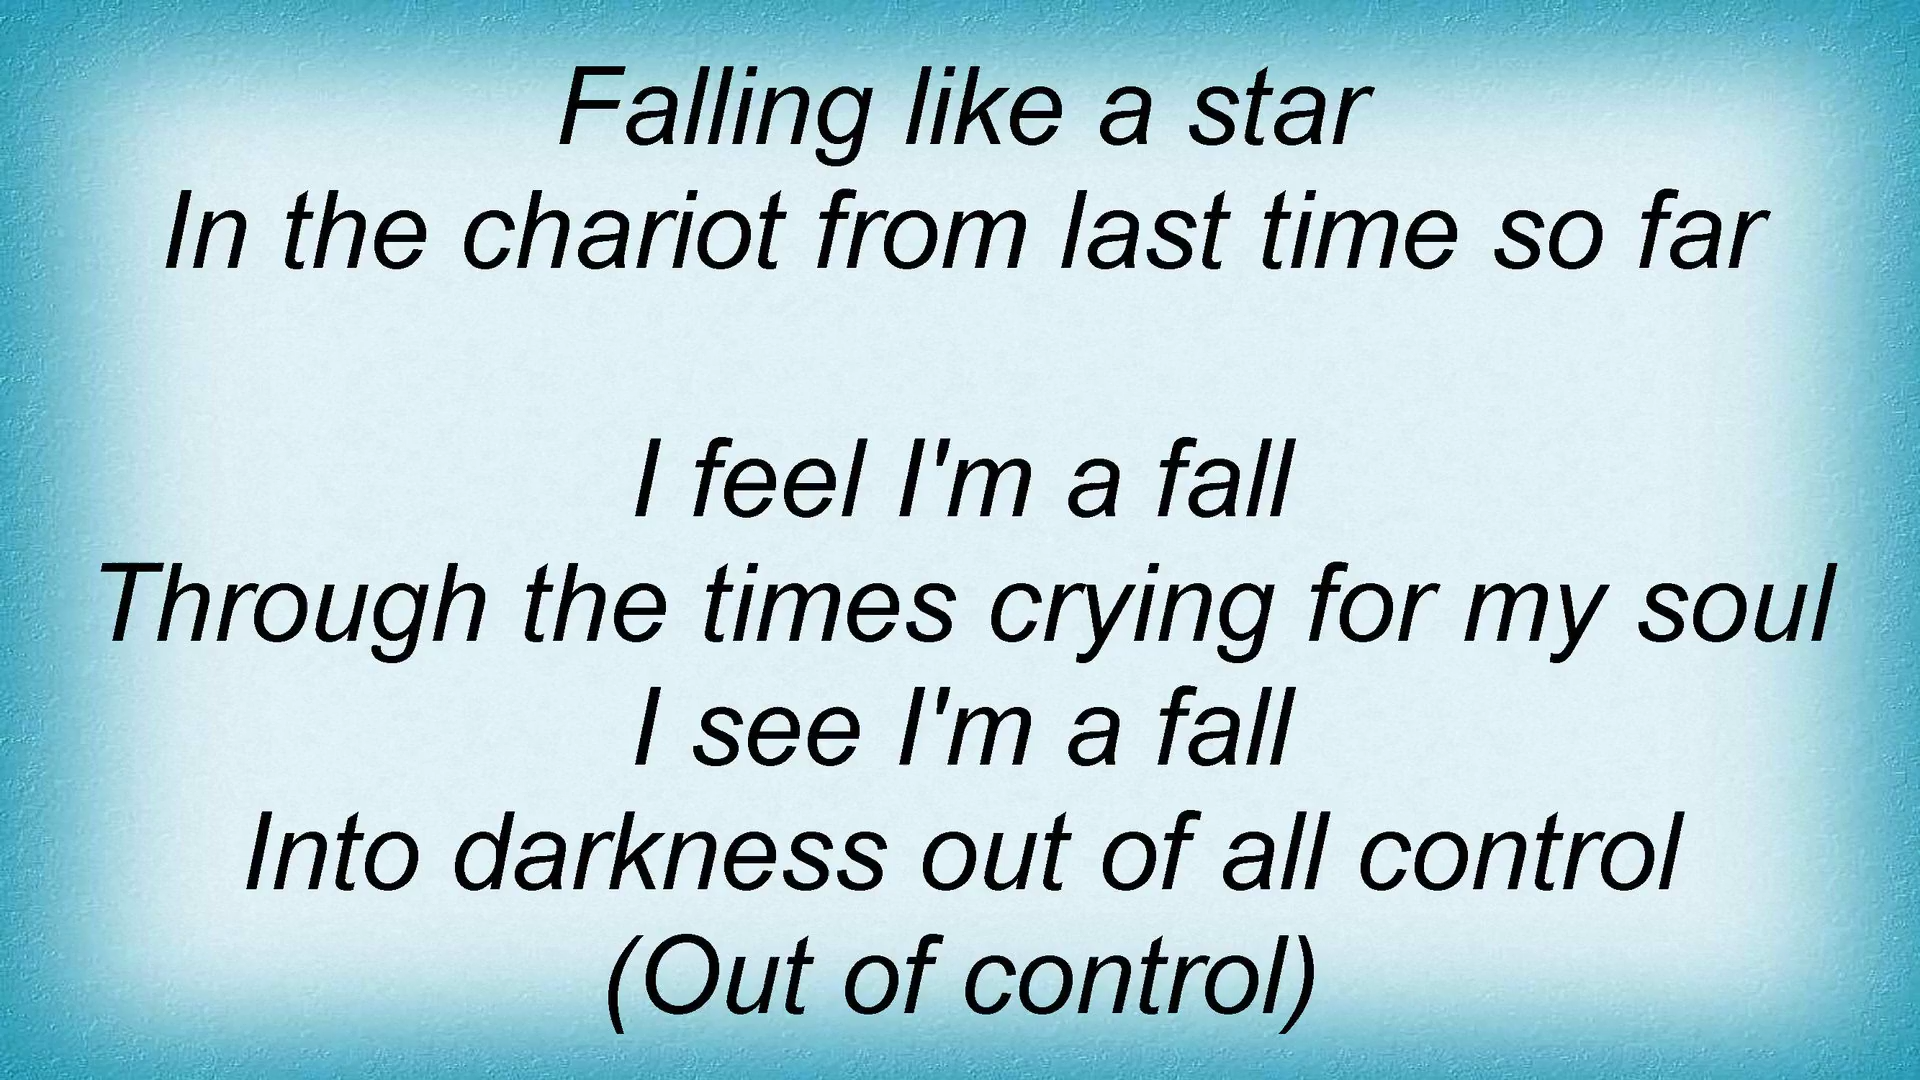 Falling like a star
In the chariot from last time so far
I feel I'm a fall
Through the times crying for my soul
I see I'm a fall
Into darkness out of all control
(Out of control)